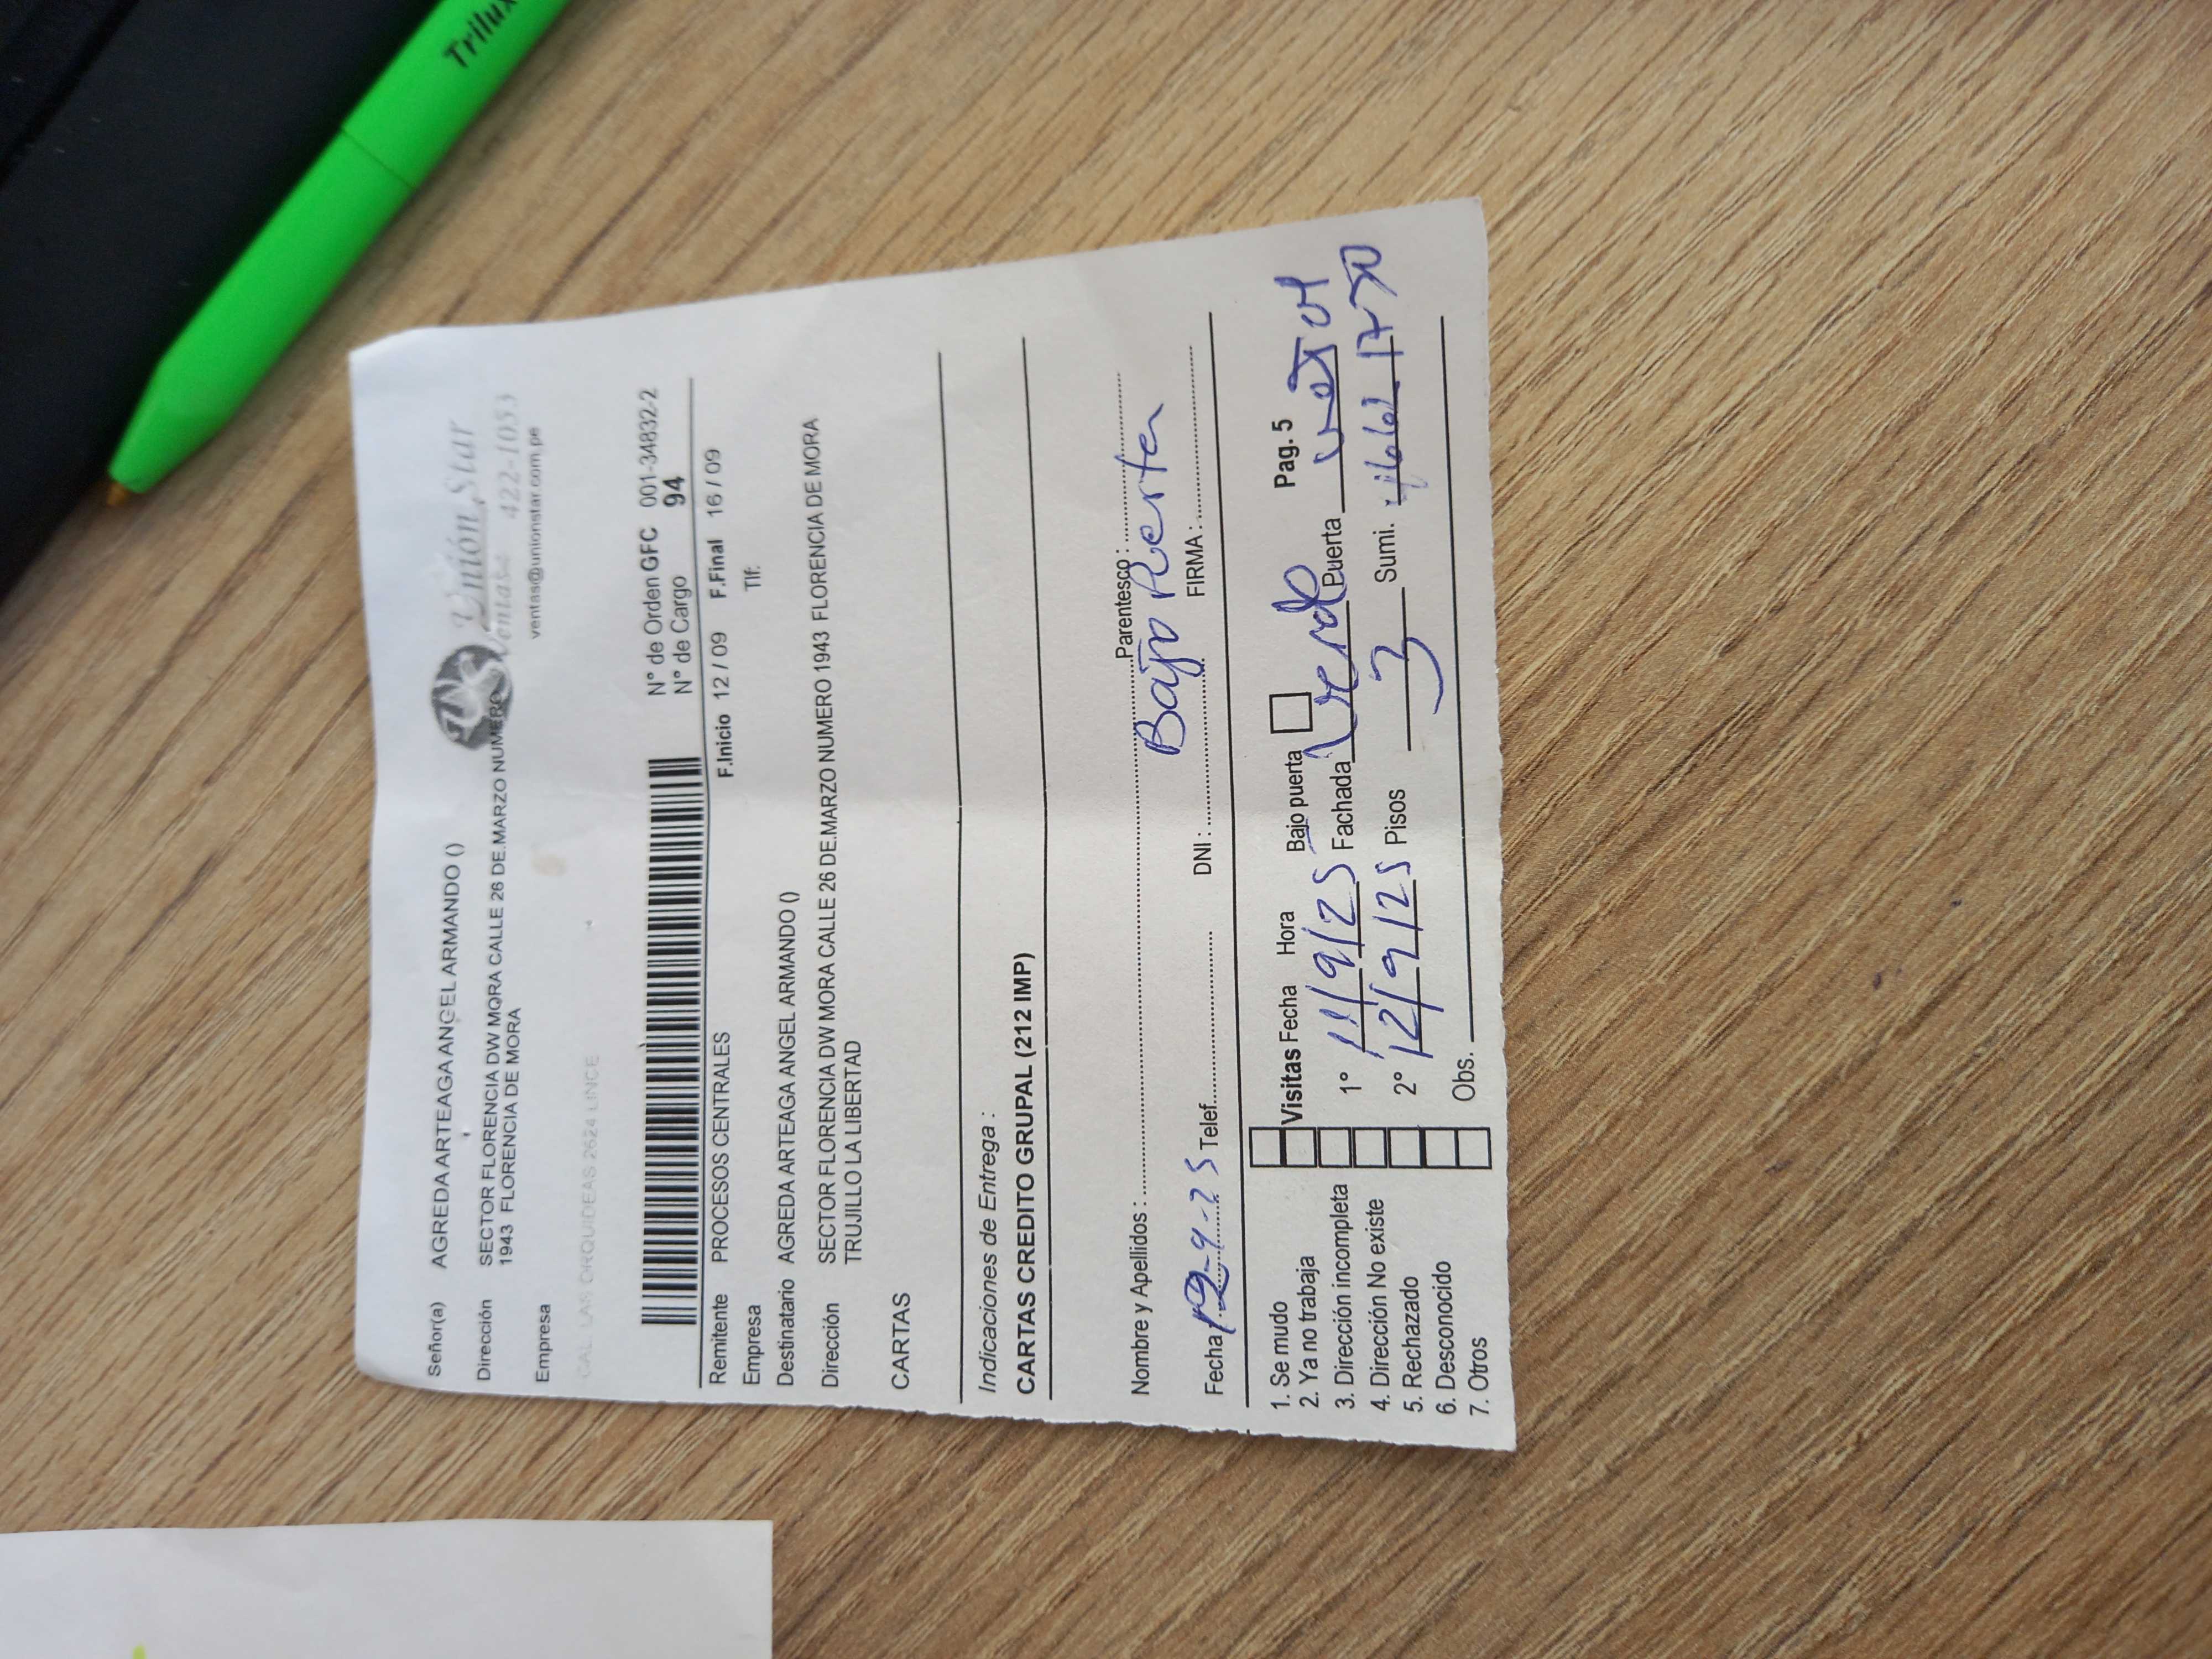 Trilux
Unión Star
Ventas: 422-1053
ventas@unionstar.com.pe
Señor(a) AGREDA ARTEAGA ANGEL ARMANDO ()
Dirección SECTOR FLORENCIA DW MORA CALLE 26 DE.MARZO NUMERO
1943 FLORENCIA DE MORA
Empresa
CAL. LAS ORQUIDEAS 2624 LINCE
N° de Orden GFC 001-34832-2
N° de Cargo 94
Remitente PROCESOS CENTRALES F.Inicio 12 / 09 F.Final 16 / 09
Empresa Tlf:
Destinatario AGREDA ARTEAGA ANGEL ARMANDO ()
Dirección SECTOR FLORENCIA DW MORA CALLE 26 DE.MARZO NUMERO 1943 FLORENCIA DE MORA
TRUJILLO LA LIBERTAD
CARTAS
Indicaciones de Entrega :
CARTAS CREDITO GRUPAL (212 IMP)
Nombre y Apellidos : Parentesco :
Bajo Puerta
Fecha 12-9-25 Telef. DNI : FIRMA :
1. Se mudo
2. Ya no trabaja
3. Dirección incompleta
4. Dirección No existe
5. Rechazado
6. Desconocido
7. Otros
Visitas Fecha Hora Bajo puerta Pag. 5
1° 11/9/25 Fachada Verde Puerta
2° 12/9/25 Pisos 3 Sumi.
Obs.